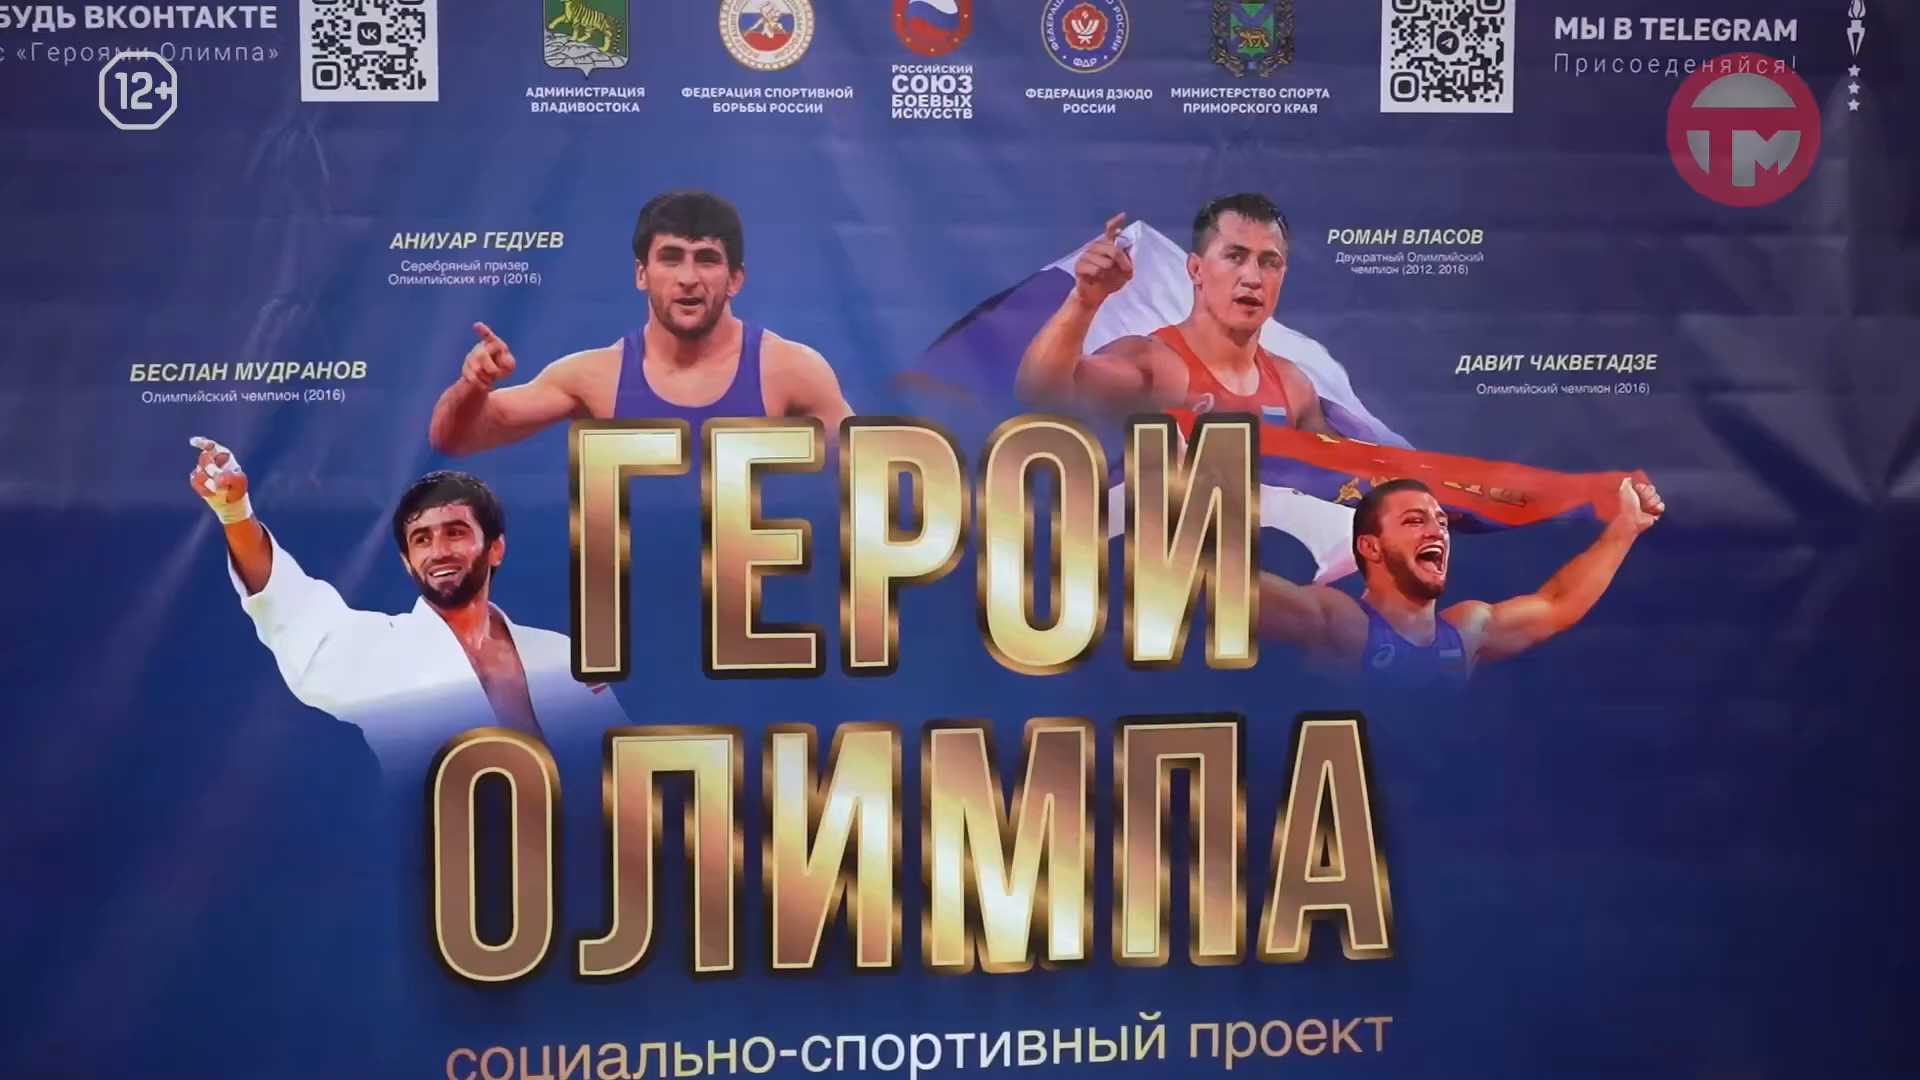 БУДЬ ВКОНТАКТЕ
с «Героями Олимпа»
12+
АДМИНИСТРАЦИЯ
ВЛАДИВОСТОКА
ФЕДЕРАЦИЯ СПОРТИВНОЙ
БОРЬБЫ РОССИИ
РОССИЙСКИЙ
СОЮЗ
БОЕВЫХ
ИСКУССТВ
ФЕДЕРАЦИЯ ДЗЮДО
РОССИИ
МИНИСТЕРСТВО СПОРТА
ПРИМОРСКОГО КРАЯ
МЫ В TELEGRAM
Присоеденяйся!
ТМ
АНИУАР ГЕДУЕВ
Серебряный призер
Олимпийских игр (2016)
РОМАН ВЛАСОВ
Двукратный Олимпийский
чемпион (2012, 2016)
БЕСЛАН МУДРАНОВ
Олимпийский чемпион (2016)
ДАВИТ ЧАКВЕТАДЗЕ
Олимпийский чемпион (2016)
ГЕРОИ
ОЛИМПА
социально-спортивный проект